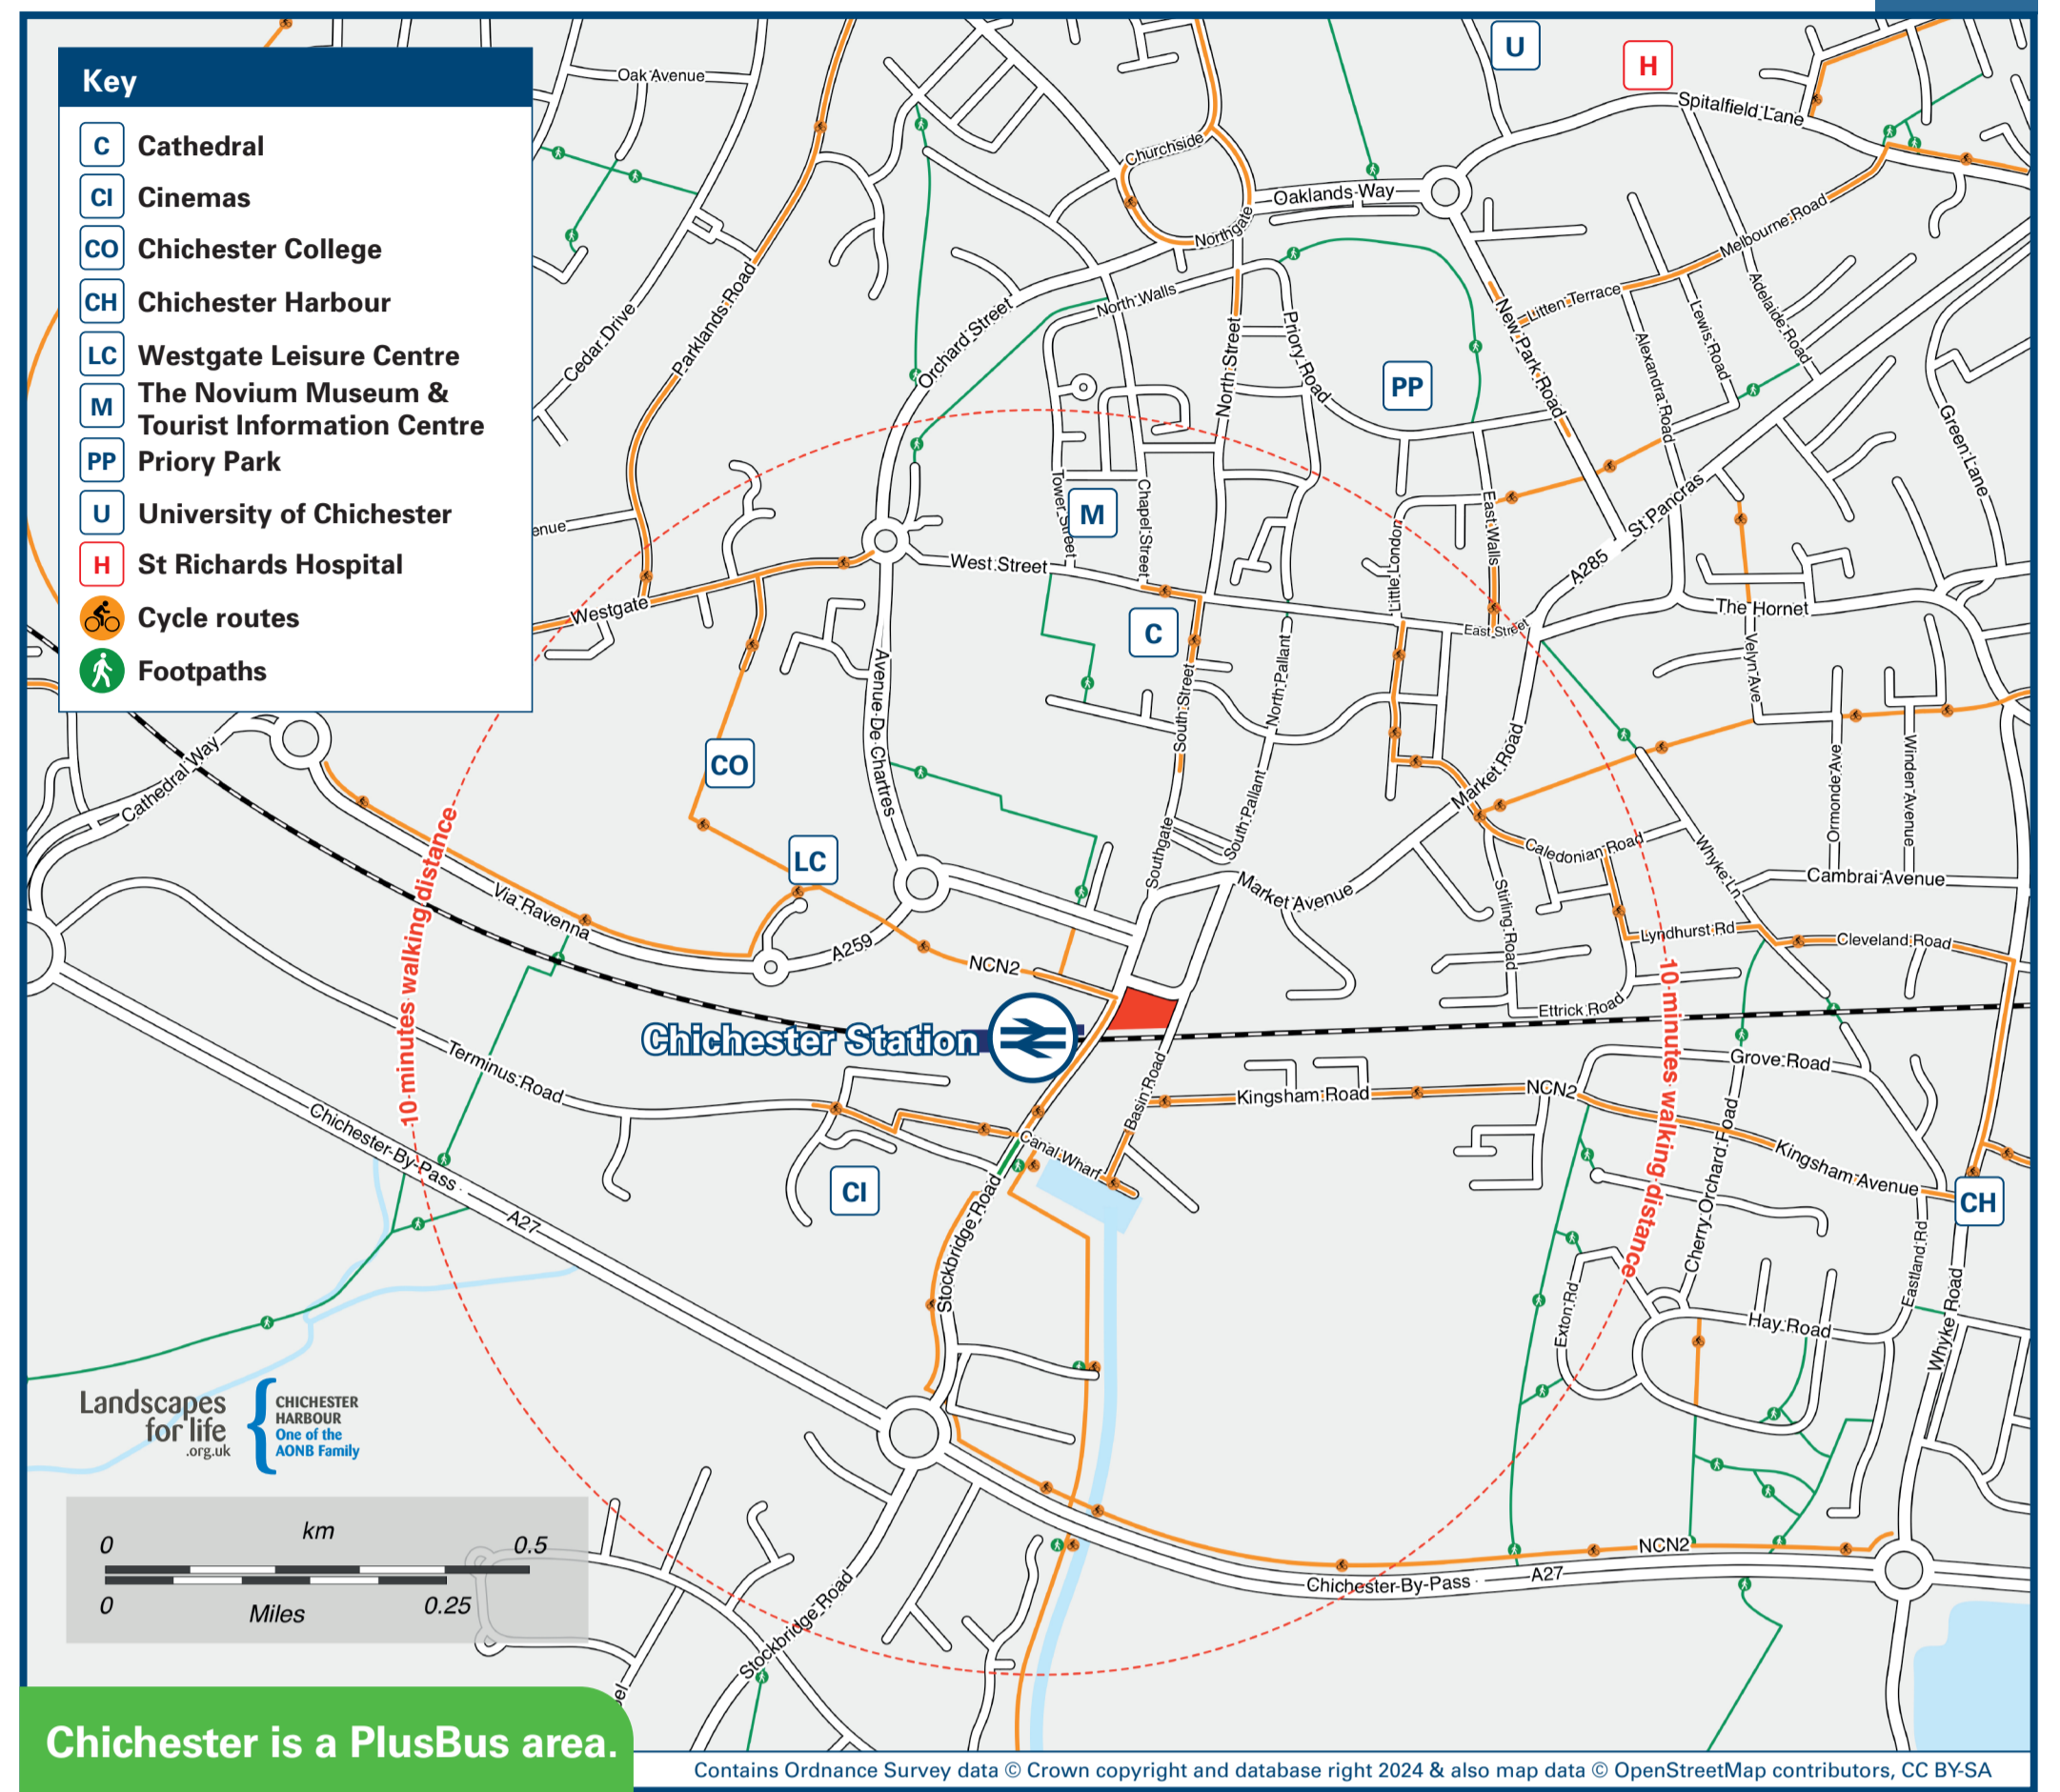 Key
C Cathedral
CI Cinemas
CO Chichester College
CH Chichester Harbour
LC Westgate Leisure Centre
M The Novium Museum &
Tourist Information Centre
PP Priory Park
U University of Chichester
H St Richards Hospital
Cycle routes
Footpaths
U
H
Oak Avenue
Spitalfield Lane
Churchside
Oaklands Way
Northgate
Melbourne Road
Adelaide Road
Litten Terrace
Lewis Road
Alexandra Road
New Park Road
North Walls
Orchard Street
Parklands Road
Cedar Drive
North Street
Priory Road
PP
Green Lane
Tower Street
M
Chapel Street
East Walls
Little London
St Pancras
A285
enue
West Street
Westgate
C
East Street
The Hornet
Velyn Ave
Avenue De Chartres
South Street
North Pallant
Market Road
Ormonde Ave
Winden Avenue
Cathedral Way
CO
LC
South Pallant
Southgate
Caledonian Road
Whyke Ln
Market Avenue
Cambrai Avenue
10 minutes walking distance
Via Ravenna
A259
NCN2
Stirling Road
Lyndhurst Rd
Cleveland Road
Ettrick Road
10 minutes walking distance
Chichester Station
Terminus Road
Basin Road
Kingsham Road
NCN2
Grove Road
Cherry Orchard Road
Kingsham Avenue
Chichester-By-Pass
A27
Canal Wharf
CI
Stockbridge Road
CH
Eastland Rd
Exton Rd
Hay Road
Whyke Road
Landscapes
for life
.org.uk
CHICHESTER
HARBOUR
One of the
AONB Family
km
0 0.5
0 0.25
Miles
Stockbridge Road
NCN2
Chichester-By-Pass
A27
el
Chichester is a PlusBus area.
Contains Ordnance Survey data © Crown copyright and database right 2024 & also map data © OpenStreetMap contributors, CC BY-SA